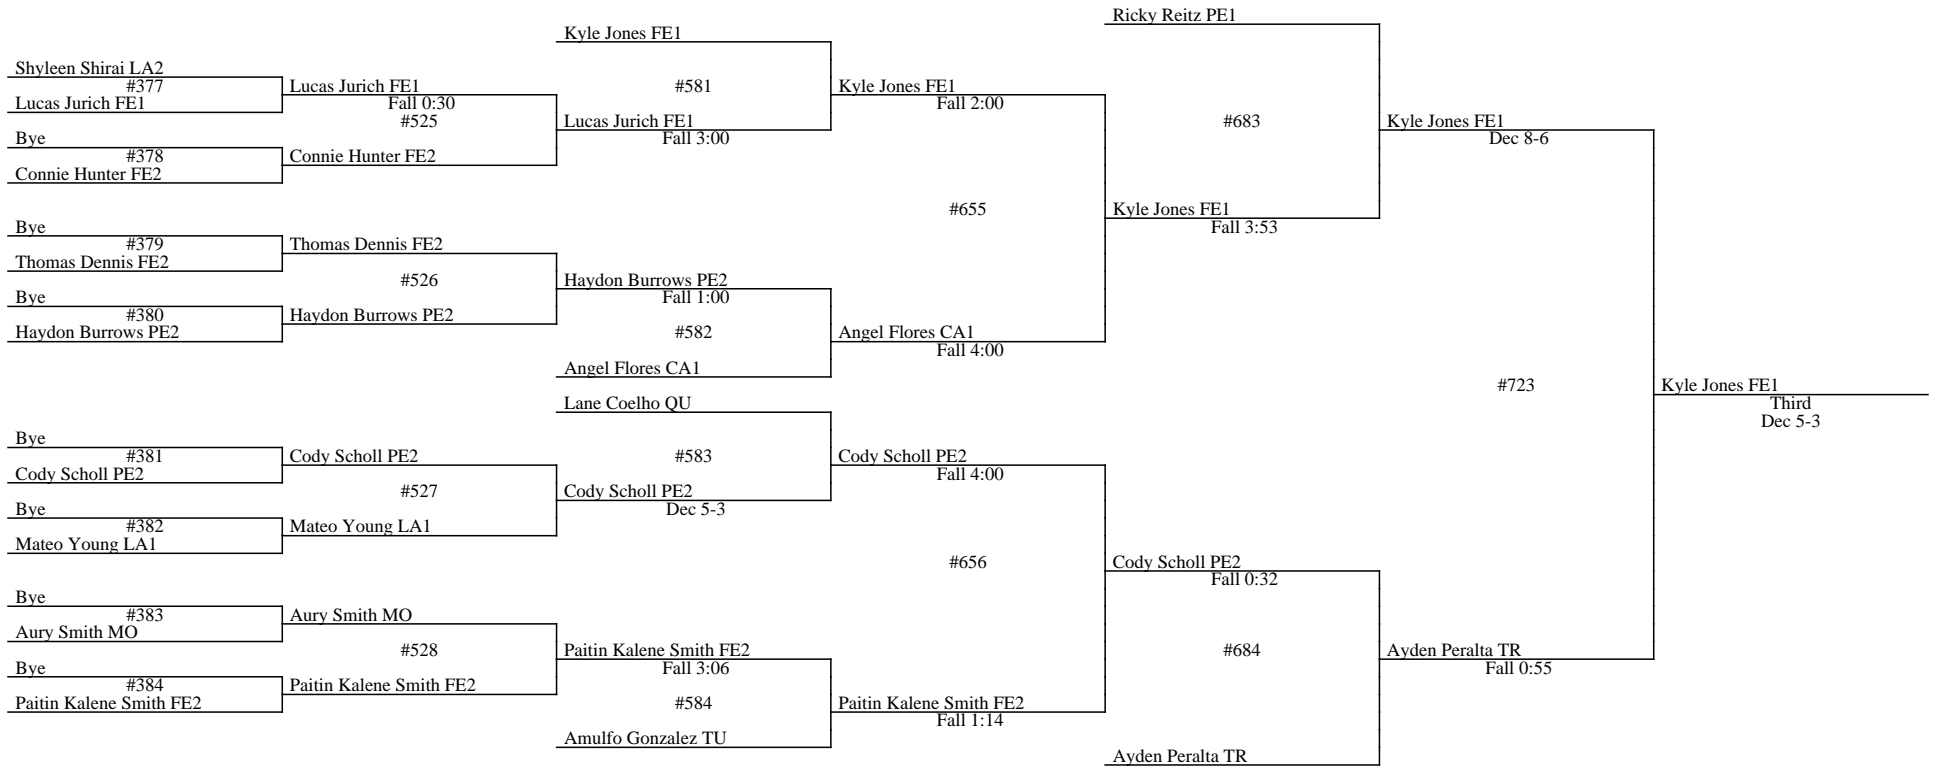 Ricky Reitz PE1
Kyle Jones FE1
Shyleen Shirai LA2
#377
Lucas Jurich FE1
#581
Kyle Jones FE1
Lucas Jurich FE1
Fall 0:30
Fall 2:00
#525
Lucas Jurich FE1
#683
Kyle Jones FE1
Bye
Fall 3:00
Dec 8-6
#378
Connie Hunter FE2
Connie Hunter FE2
#655
Kyle Jones FE1
Bye
Fall 3:53
#379
Thomas Dennis FE2
Thomas Dennis FE2
#526
Haydon Burrows PE2
Bye
Fall 1:00
#380
Haydon Burrows PE2
Haydon Burrows PE2
#582
Angel Flores CA1
Fall 4:00
Angel Flores CA1
#723
Kyle Jones FE1
Lane Coelho QU
Third
Dec 5-3
Bye
#381
Cody Scholl PE2
#583
Cody Scholl PE2
Cody Scholl PE2
Fall 4:00
#527
Cody Scholl PE2
Bye
Dec 5-3
#382
Mateo Young LA1
Mateo Young LA1
#656
Cody Scholl PE2
Fall 0:32
Bye
#383
Aury Smith MO
Aury Smith MO
#528
Paitin Kalene Smith FE2
#684
Ayden Peralta TR
Bye
Fall 3:06
Fall 0:55
#384
Paitin Kalene Smith FE2
Paitin Kalene Smith FE2
#584
Paitin Kalene Smith FE2
Fall 1:14
Amulfo Gonzalez TU
Ayden Peralta TR